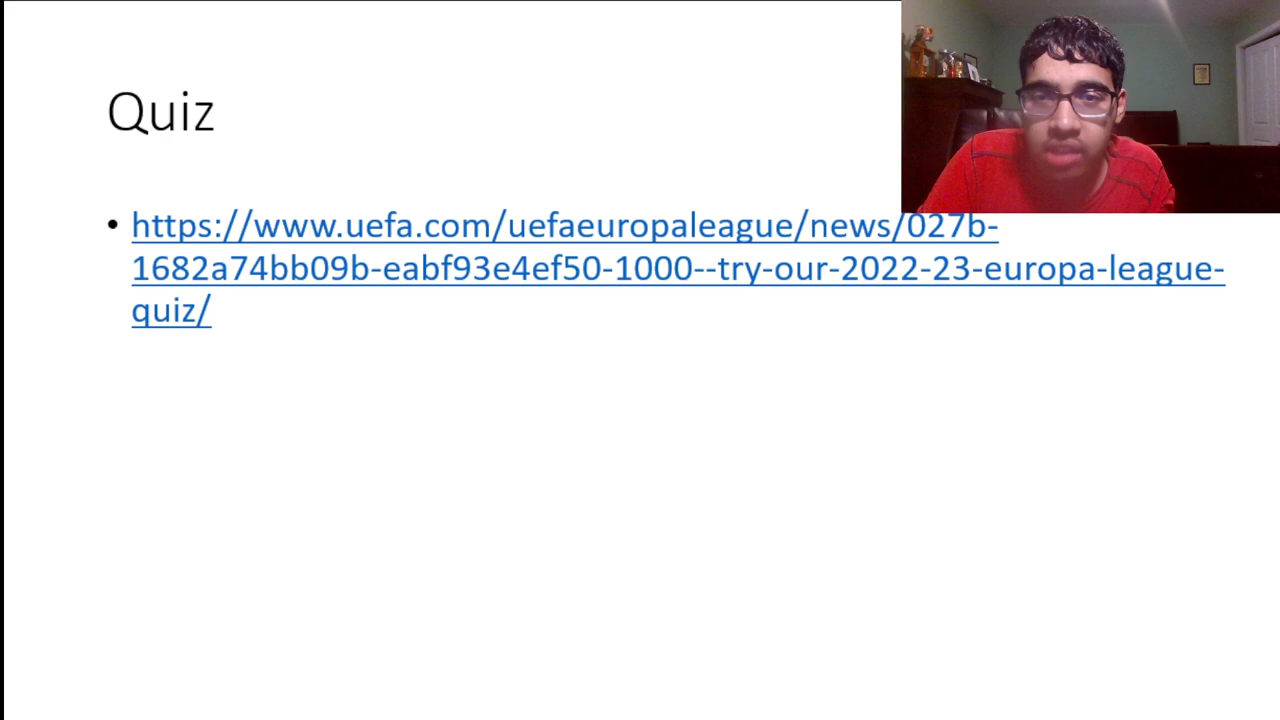 Quiz
• https://www.uefa.com/uefaeuropaleague/news/027b-
1682a74bb09b-eabf93e4ef50-1000--try-our-2022-23-europa-league-
quiz/